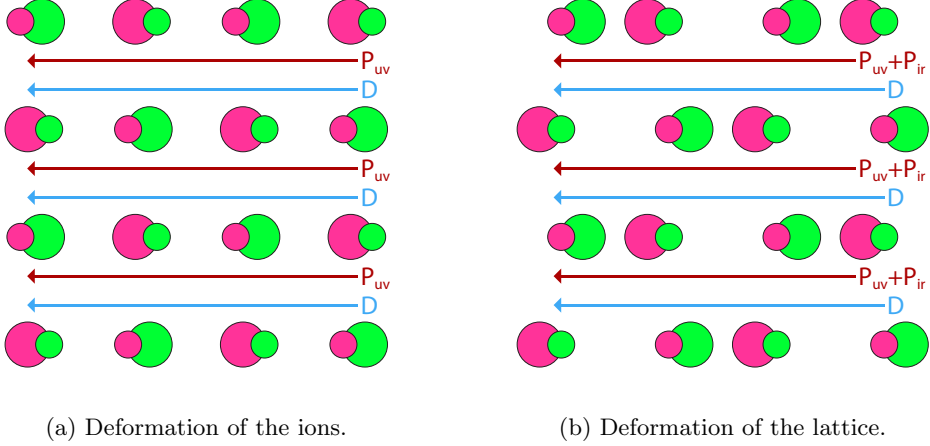 P_uv
D
P_uv
D
P_uv
D
P_uv+P_ir
D
P_uv+P_ir
D
P_uv+P_ir
D
(a) Deformation of the ions.
(b) Deformation of the lattice.